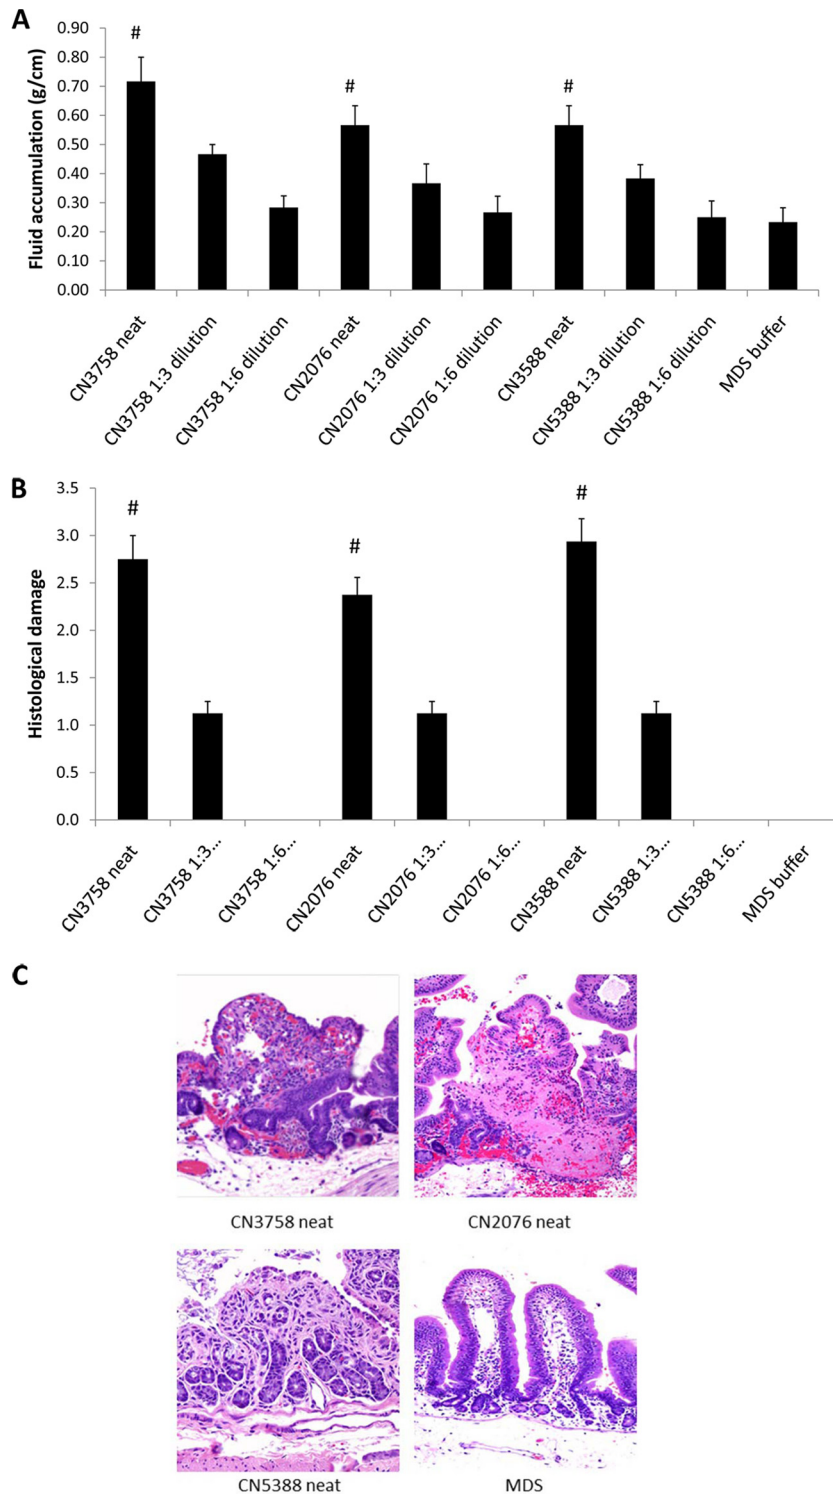 A
Fluid accumulation (g/cm)
0.90
0.80
0.70
0.60
0.50
0.40
0.30
0.20
0.10
0.00
#
#
#
CN3758 neat
CN3758 1:3 dilution
CN3758 1:6 dilution
CN2076 neat
CN2076 1:3 dilution
CN2076 1:6 dilution
CN3588 neat
CN5388 1:3 dilution
CN5388 1:6 dilution
MDS buffer
B
Histological damage
3.5
3.0
2.5
2.0
1.5
1.0
0.5
0.0
#
#
#
CN3758 neat
CN3758 1:3...
CN3758 1:6...
CN2076 neat
CN2076 1:3...
CN2076 1:6...
CN3588 neat
CN5388 1:3...
CN5388 1:6...
MDS buffer
C
CN3758 neat
CN2076 neat
CN5388 neat
MDS